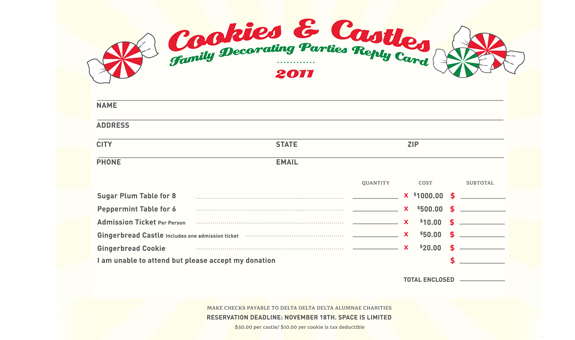 Cookies & Castles
Family Decorating Parties Reply Card
2011
NAME
ADDRESS
CITY STATE ZIP
PHONE EMAIL
QUANTITY COST SUBTOTAL
Sugar Plum Table for 8 x $1000.00 $
Peppermint Table for 6 x $500.00 $
Admission Ticket Per Person x $10.00 $
Gingerbread Castle Includes one admission ticket x $50.00 $
Gingerbread Cookie x $20.00 $
I am unable to attend but please accept my donation $
TOTAL ENCLOSED
MAKE CHECKS PAYABLE TO DELTA DELTA DELTA ALUMNAE CHARITIES
RESERVATION DEADLINE: NOVEMBER 18TH. SPACE IS LIMITED
$30.00 per castle/ $10.00 per cookie is tax deductible